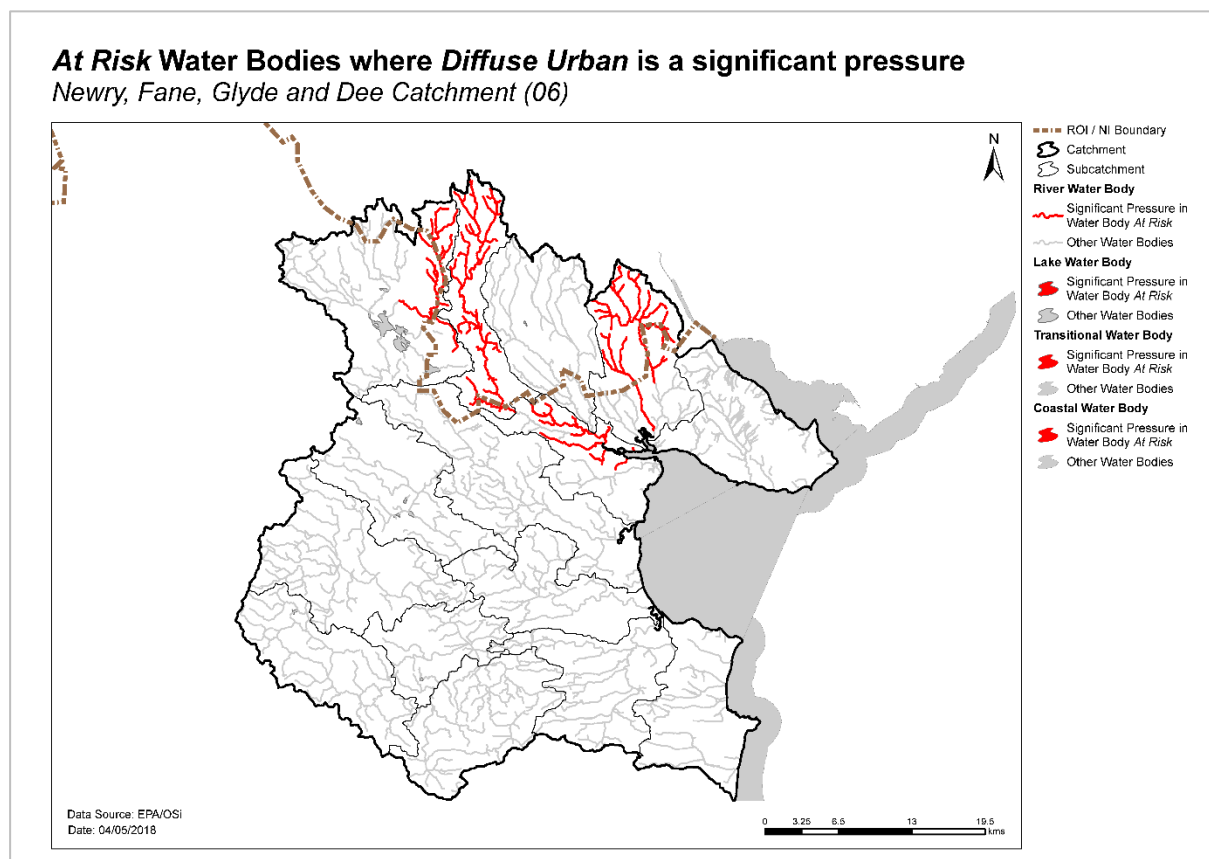 At Risk Water Bodies where Diffuse Urban is a significant pressure
Newry, Fane, Glyde and Dee Catchment (06)
N
ROI / NI Boundary
Catchment
Subcatchment
River Water Body
Significant Pressure in
Water Body At Risk
Other Water Bodies
Lake Water Body
Significant Pressure in
Water Body At Risk
Other Water Bodies
Transitional Water Body
Significant Pressure in
Water Body At Risk
Other Water Bodies
Coastal Water Body
Significant Pressure in
Water Body At Risk
Other Water Bodies
Data Source: EPA/OSi
Date: 04/05/2018
0 3.25 6.5 13 19.5
kms